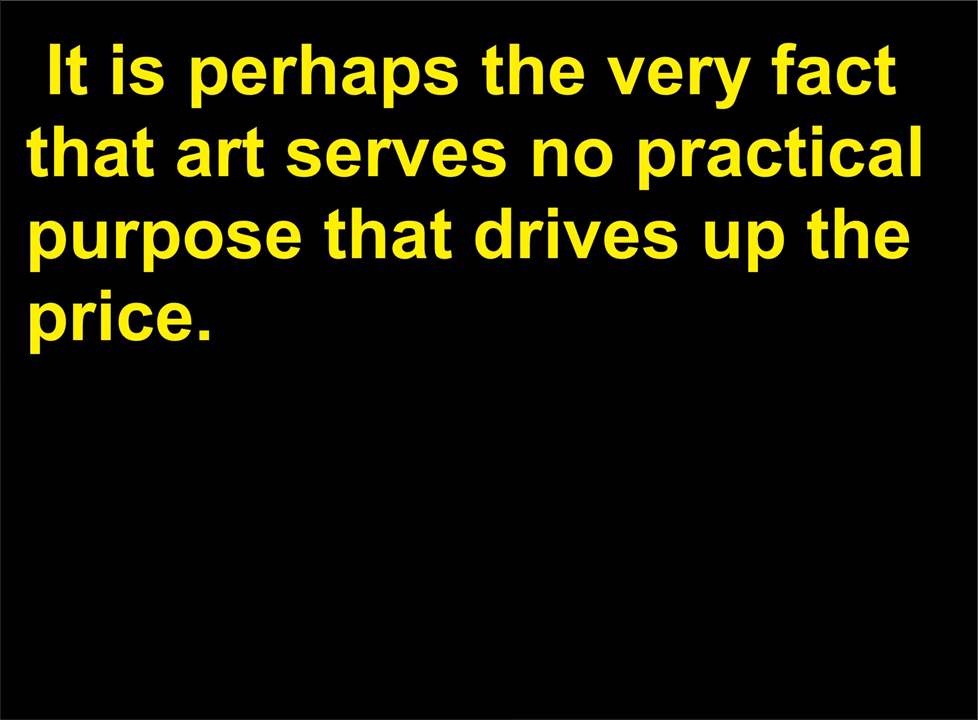 It is perhaps the very fact
that art serves no practical
purpose that drives up the
price.